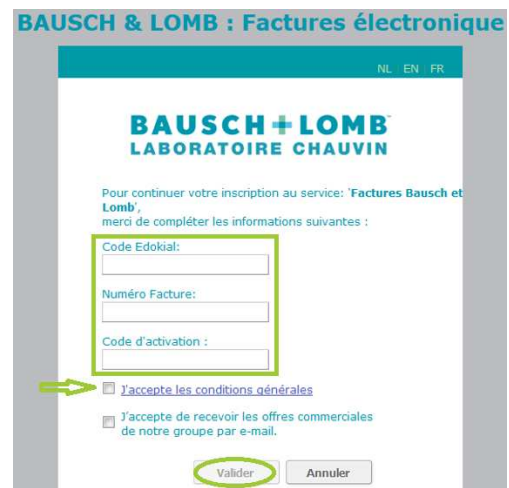 BAUSCH & LOMB : Factures électronique
NL EN FR
BAUSCH + LOMB
LABORATOIRE CHAUVIN
Pour continuer votre inscription au service: 'Factures Bausch et
Lomb',
merci de compléter les informations suivantes :
Code Edokial:
Numéro Facture:
Code d'activation :
J'accepte les conditions générales
J'accepte de recevoir les offres commerciales
de notre groupe par e-mail.
Valider Annuler